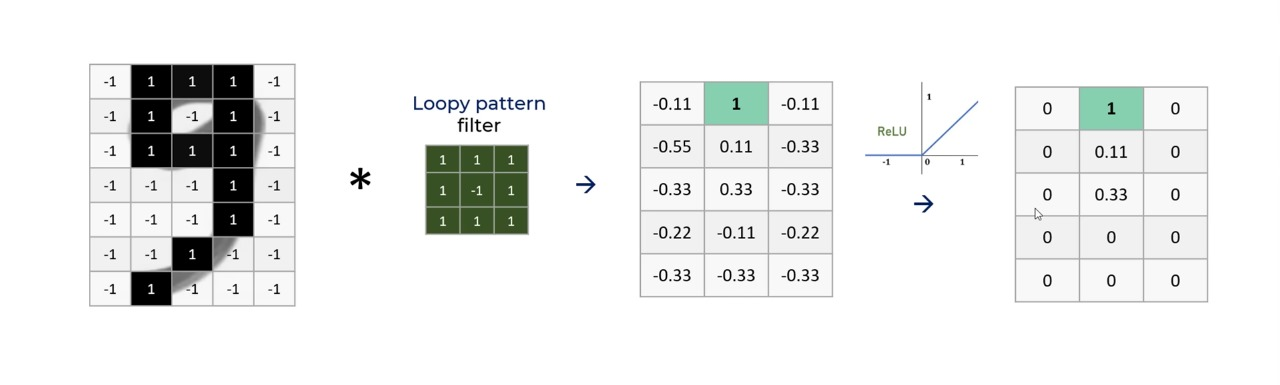 -1 1 1 1 -1
-1 1 -1 1 -1
-1 1 1 1 -1
-1 -1 -1 1 -1
-1 -1 -1 1 -1
-1 -1 1 -1 -1
-1 1 -1 -1 -1
*
Loopy pattern
filter
1 1 1
1 -1 1
1 1 1
→
-0.11 1 -0.11
-0.55 0.11 -0.33
-0.33 0.33 -0.33
-0.22 -0.11 -0.22
-0.33 -0.33 -0.33
1
ReLU
-1 0 1
→
0 1 0
0 0.11 0
0 0.33 0
0 0 0
0 0 0